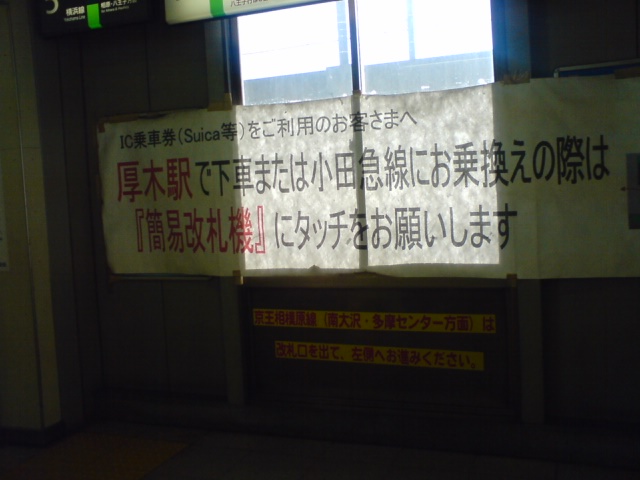 横浜線
IC乗車券(Suica等)をご利用のお客さまへ
厚木駅で下車または小田急線にお乗換えの際は
『簡易改札機』にタッチをお願いします
京王相模原線(南大沢・多摩センター方面)は
改札口を出て、左側へお進みください。